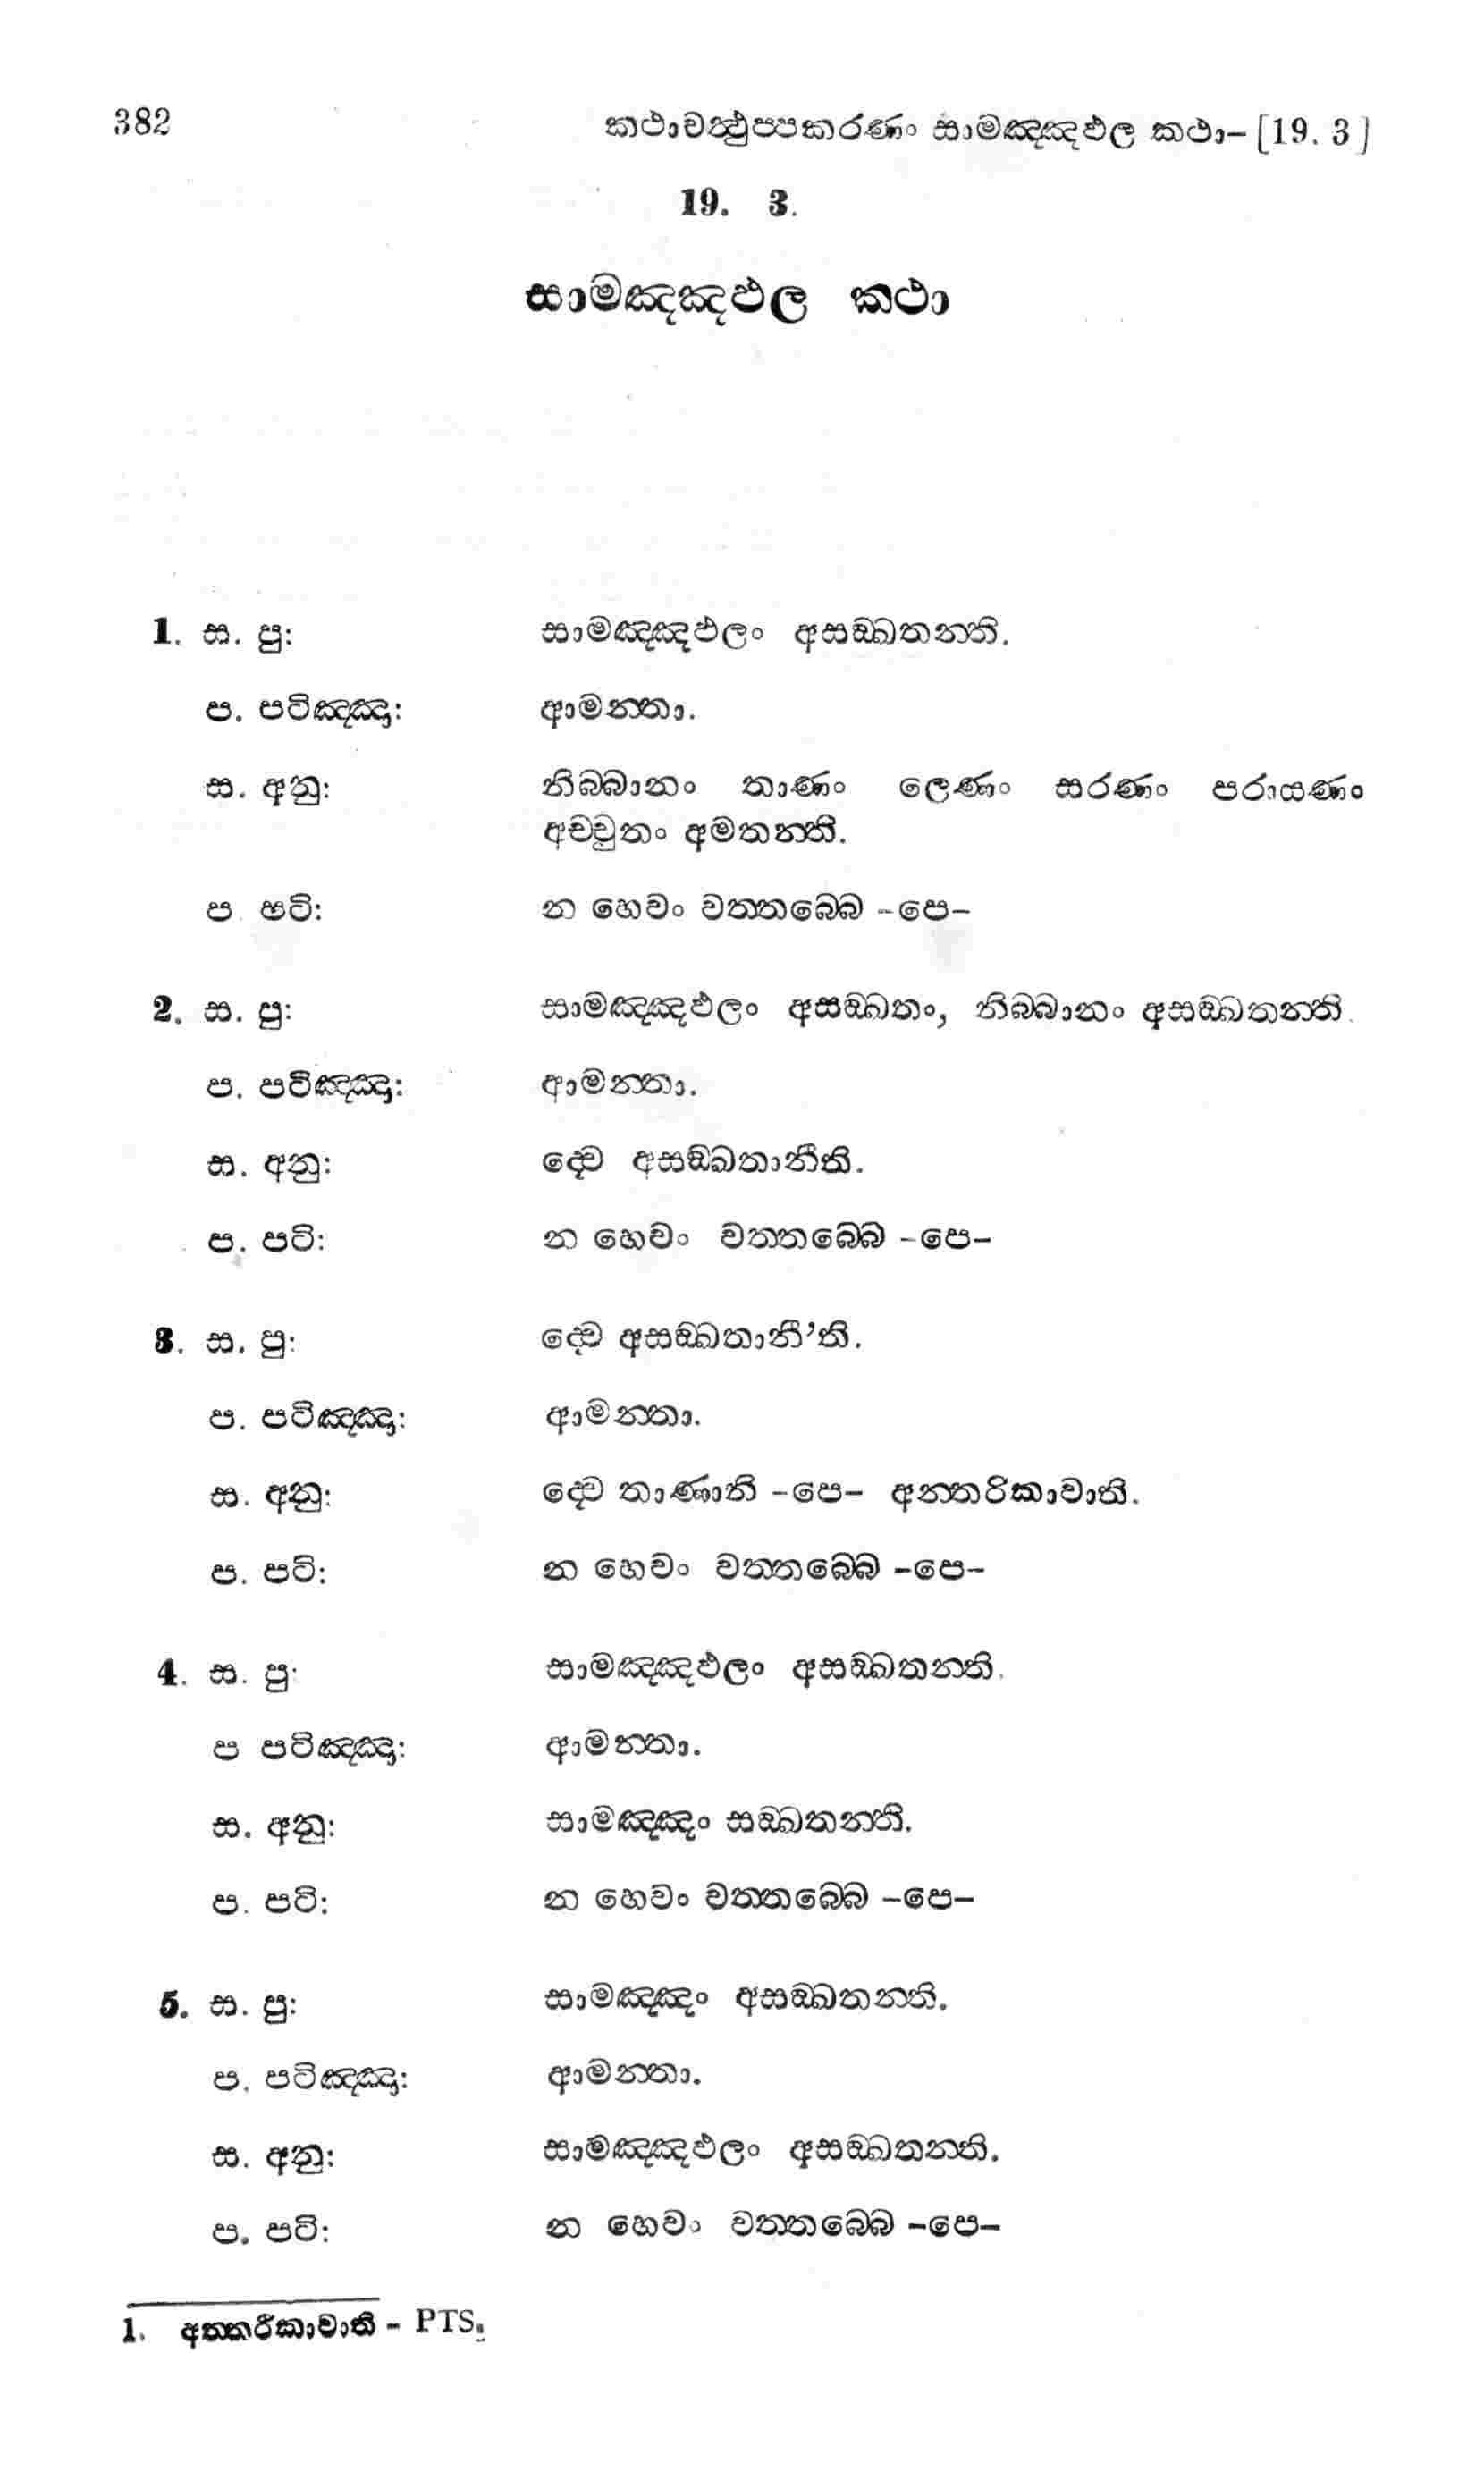 382 කථාවත්‍ථුප්පකරණං සාමඤ්ඤඵල කථා–[19. 3]
19. 3.
සාමඤ්ඤඵල කථා
1. ස. පු: සාමඤ්ඤඵලං අසඞ්ඛතන්ති.
ප. පටිඤ්ඤා: ආමන්තා.
ස. අනු: නිබ්බානං තාණං ලෙණං සරණං පරායණං
අච්චුතං අමතන්ති.
ප. පටි: න හෙවං වත්තබ්බෙ –පෙ–
2. ස. පු: සාමඤ්ඤඵලං අසඞ්ඛතං, නිබ්බානං අසඞ්ඛතන්ති.
ප. පටිඤ්ඤා: ආමන්තා.
ස. අනු: ද්වෙ අසඞ්ඛතානීති.
ප. පටි: න හෙවං වත්තබ්බෙ –පෙ–
3. ස. පු: ද්වෙ අසඞ්ඛතානී’ති.
ප. පටිඤ්ඤා: ආමන්තා.
ස. අනු: ද්වෙ තාණානි –පෙ– අන්තරිකාවාති.
ප. පටි: න හෙවං වත්තබ්බෙ –පෙ–
4. ස. පු: සාමඤ්ඤඵලං අසඞ්ඛතන්ති.
ප පටිඤ්ඤා: ආමන්තා.
ස. අනු: සාමඤ්ඤං සඞ්ඛතන්ති.
ප. පටි: න හෙවං වත්තබ්බෙ –පෙ–
5. ස. පු: සාමඤ්ඤං අසඞ්ඛතන්ති.
ප. පටිඤ්ඤා: ආමන්තා.
ස. අනු: සාමඤ්ඤඵලං අසඞ්ඛතන්ති.
ප. පටි: න හෙවං වත්තබ්බෙ –පෙ–
1. අත්තරිකාවාති – PTS.